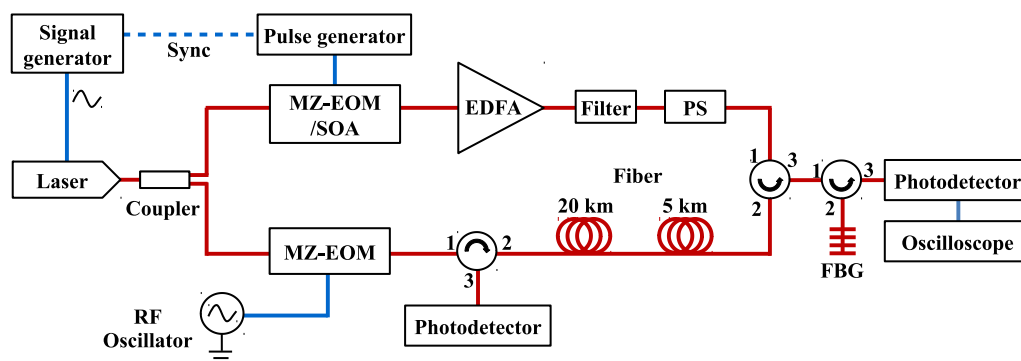 Signal
generator
Sync
Pulse generator
MZ-EOM
/SOA
EDFA
Filter
PS
1
3
2
1
3
2
Laser
Coupler
Photodetector
Oscilloscope
FBG
Fiber
20 km
5 km
MZ-EOM
1
2
3
Photodetector
RF
Oscillator